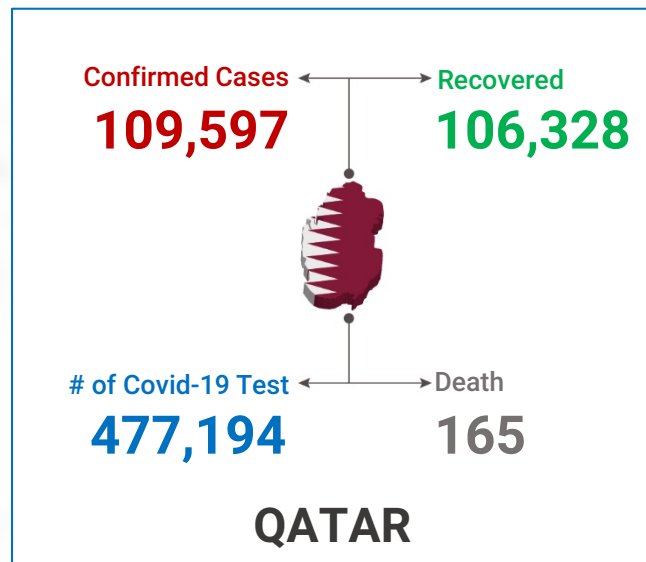 Confirmed Cases
109,597
Recovered
106,328
# of Covid-19 Test
477,194
Death
165
QATAR